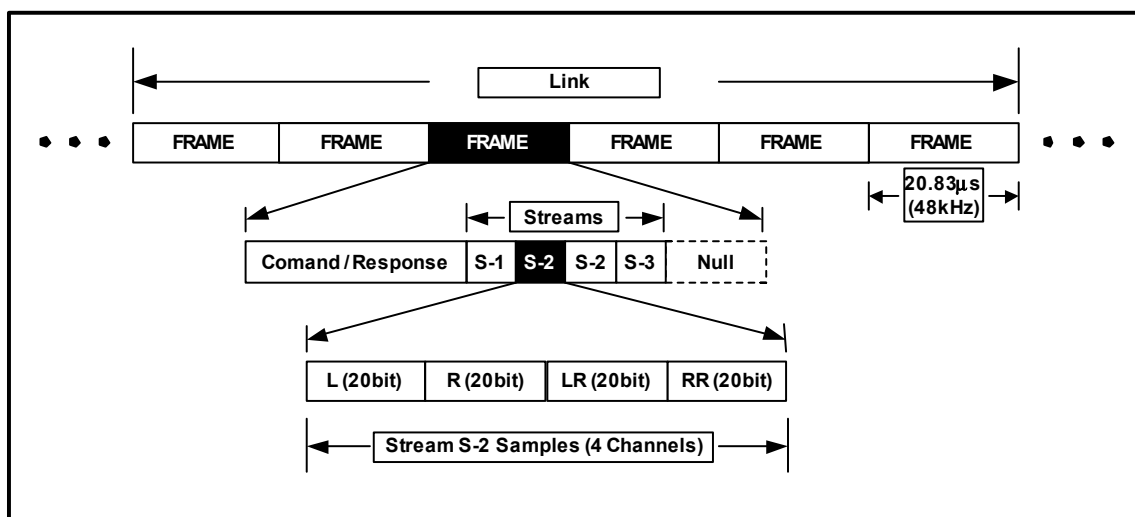 Link
FRAME FRAME FRAME FRAME FRAME FRAME
20.83µs
(48kHz)
Streams
Comand / Response S-1 S-2 S-2 S-3 Null
L (20bit) R (20bit) LR (20bit) RR (20bit)
Stream S-2 Samples (4 Channels)